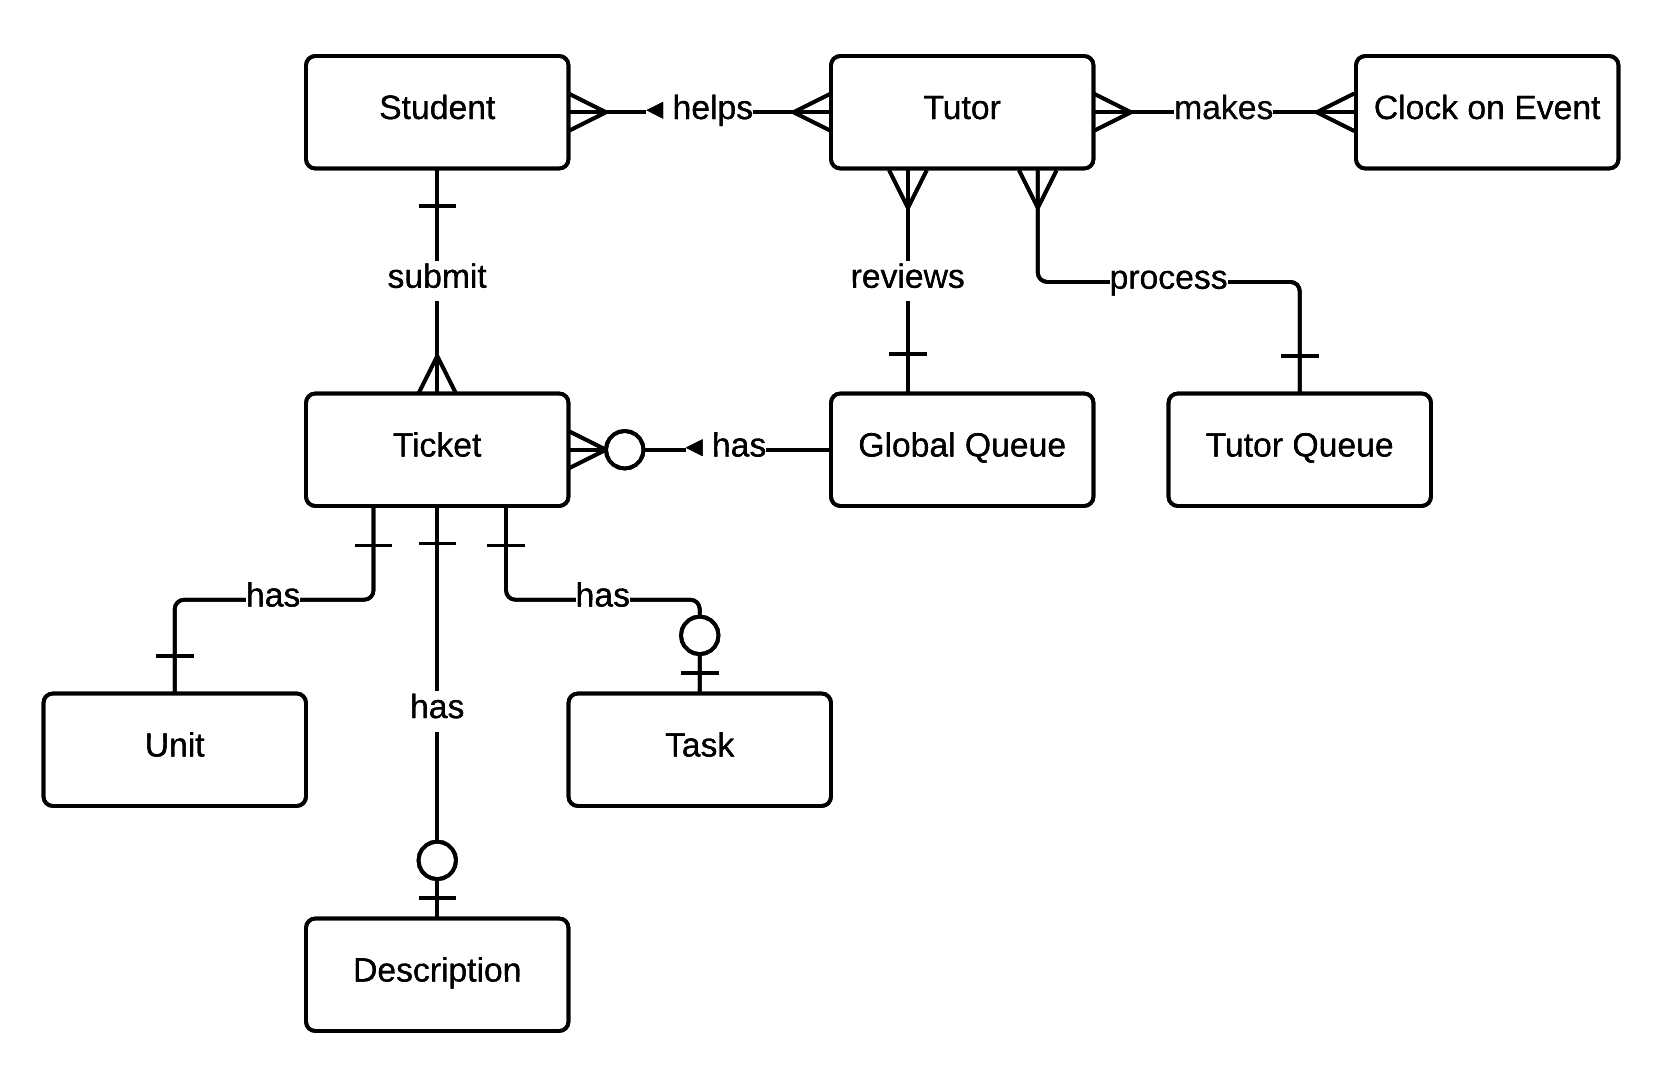 Student
◄ helps
Tutor
makes
Clock on Event
submit
reviews
process
Ticket
◄ has
Global Queue
Tutor Queue
has
has
has
Unit
Task
Description